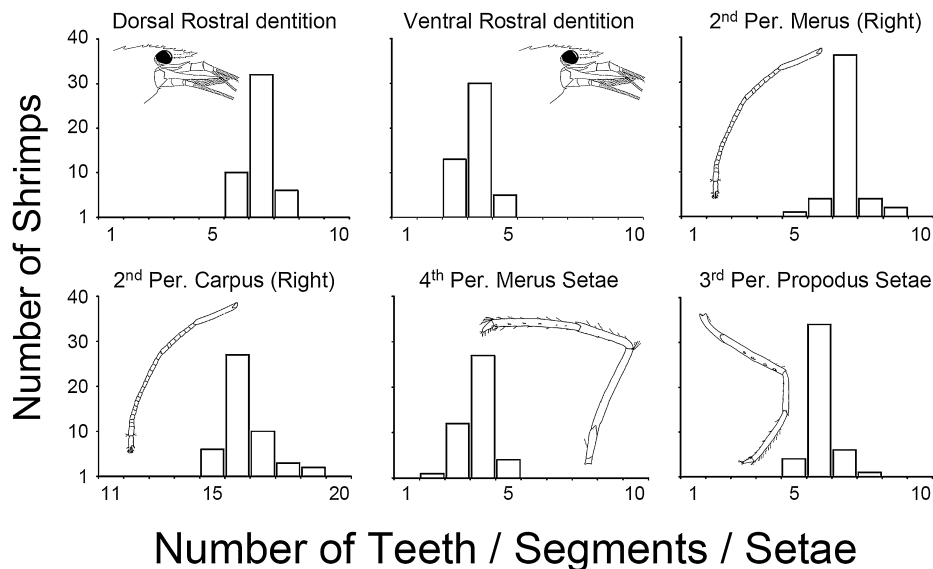 Dorsal Rostral dentition
Ventral Rostral dentition
2nd Per. Merus (Right)
40
30
20
10
1
1 5 10
1 5 10
1 5 10
Number of Shrimps
2nd Per. Carpus (Right)
4th Per. Merus Setae
3rd Per. Propodus Setae
40
30
20
10
1
11 15 20
1 5 10
1 5 10
Number of Teeth / Segments / Setae